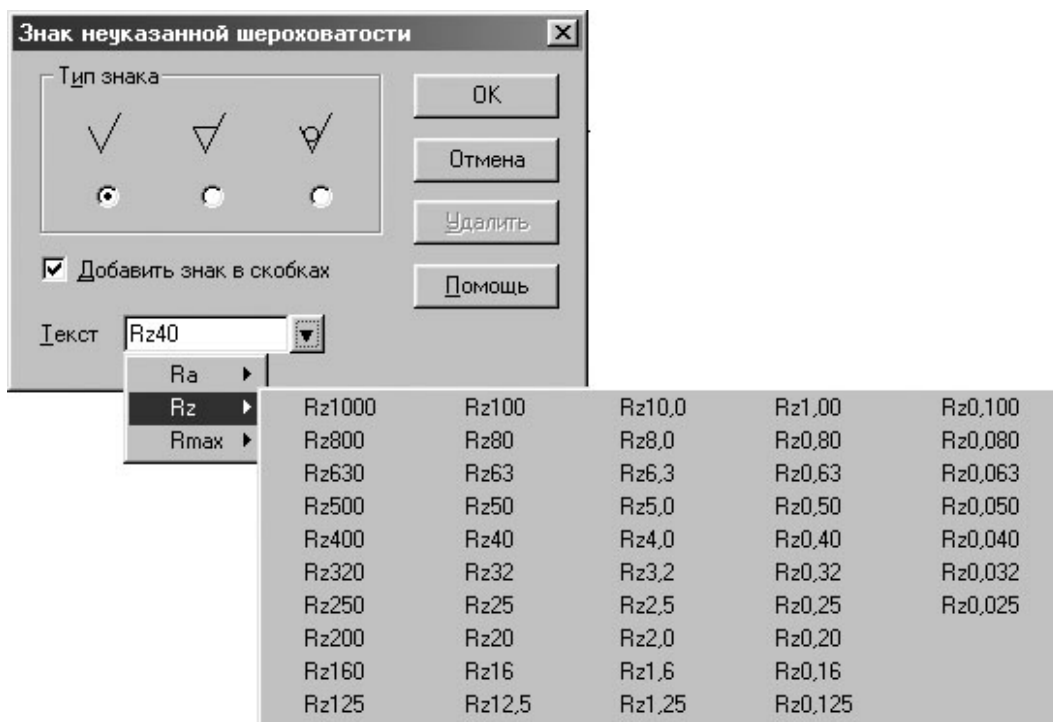 Знак неуказанной шероховатости
Тип знака
OK
Отмена
Удалить
Добавить знак в скобках
Помощь
Текст Rz40
Ra
Rz
Rmax
Rz1000 Rz100 Rz10,0 Rz1,00 Rz0,100
Rz800 Rz80 Rz8,0 Rz0,80 Rz0,080
Rz630 Rz63 Rz6,3 Rz0,63 Rz0,063
Rz500 Rz50 Rz5,0 Rz0,50 Rz0,050
Rz400 Rz40 Rz4,0 Rz0,40 Rz0,040
Rz320 Rz32 Rz3,2 Rz0,32 Rz0,032
Rz250 Rz25 Rz2,5 Rz0,25 Rz0,025
Rz200 Rz20 Rz2,0 Rz0,20
Rz160 Rz16 Rz1,6 Rz0,16
Rz125 Rz12,5 Rz1,25 Rz0,125